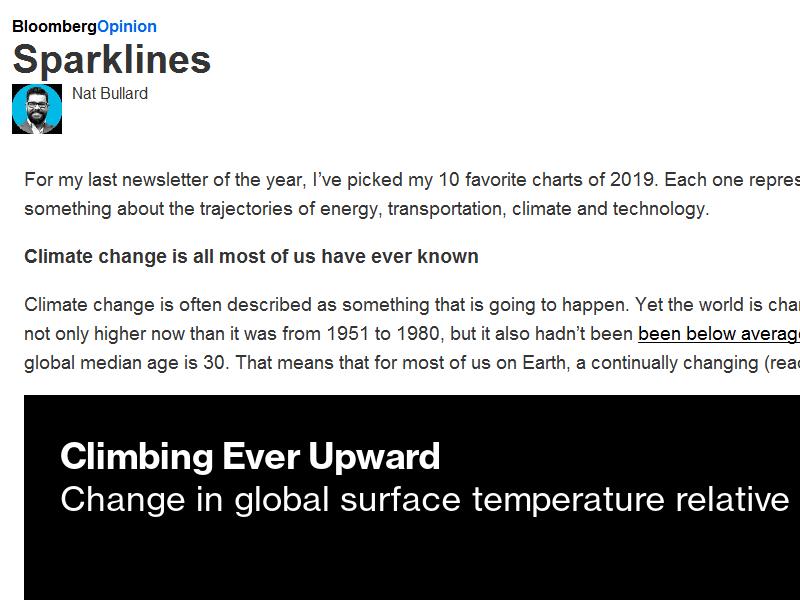 BloombergOpinion
Sparklines
Nat Bullard
For my last newsletter of the year, I’ve picked my 10 favorite charts of 2019. Each one
something about the trajectories of energy, transportation, climate and technology.
Climate change is all most of us have ever known
Climate change is often described as something that is going to happen. Yet the world is
not only higher now than it was from 1951 to 1980, but it also hadn’t been been below average
global median age is 30. That means that for most of us on Earth, a continually changing
Climbing Ever Upward
Change in global surface temperature relative